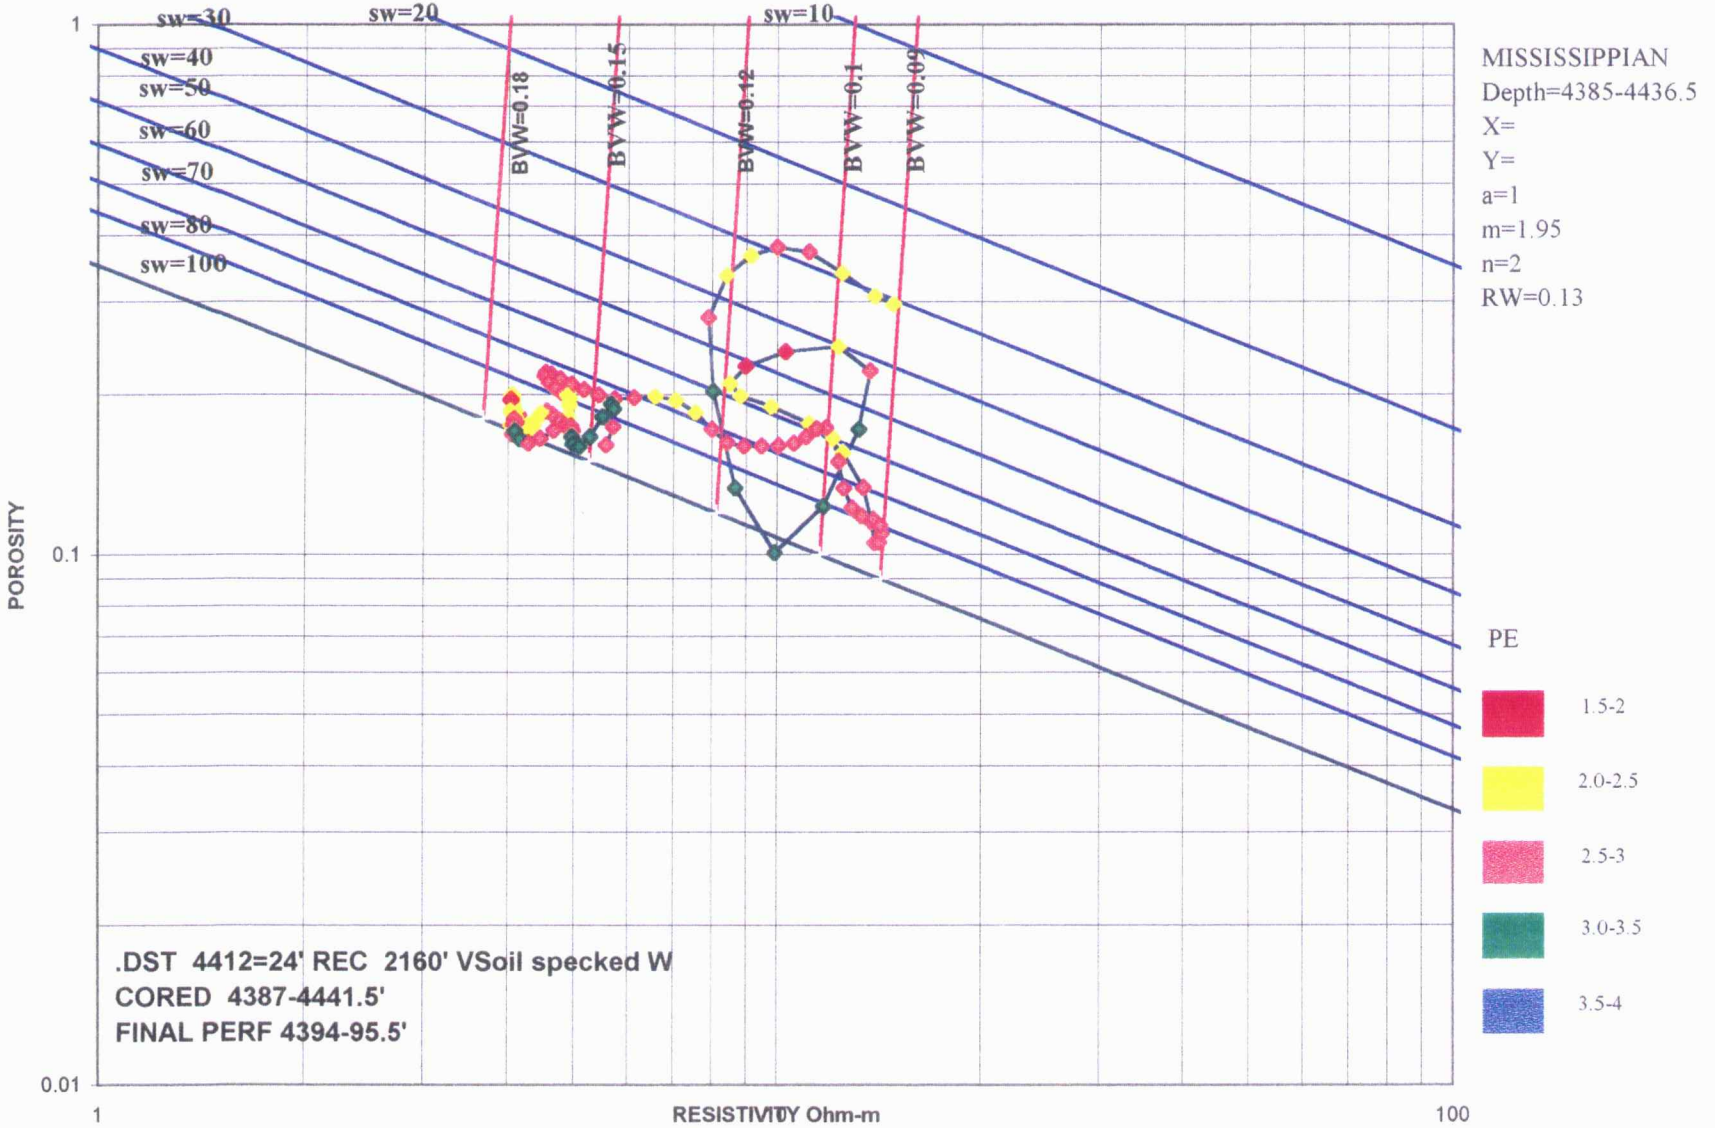 1
sw=30
sw=20
sw=10
sw=40
sw=50
sw=60
sw=70
sw=80
sw=100
BVW=0.18
BVW=0.15
BVW=0.12
BVW=0.1
BVW=0.09
MISSISSIPPIAN
Depth=4385-4436.5
X=
Y=
a=1
m=1.95
n=2
RW=0.13
POROSITY
0.1
PE
1.5-2
2.0-2.5
2.5-3
3.0-3.5
3.5-4
.DST 4412=24' REC 2160' VSoil specked W
CORED 4387-4441.5'
FINAL PERF 4394-95.5'
0.01
1
10
RESISTIVITY Ohm-m
100